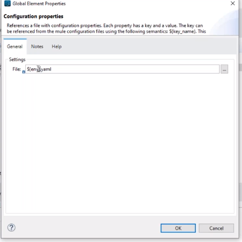 Global Element Properties
Configuration properties
References a file with configuration properties. Each property has a key and a value. The key can
be referenced from the mule configuration files using the following semantics: ${key_name}. This
General Notes Help
Settings
File: ${env}.yaml ...
? OK Cancel